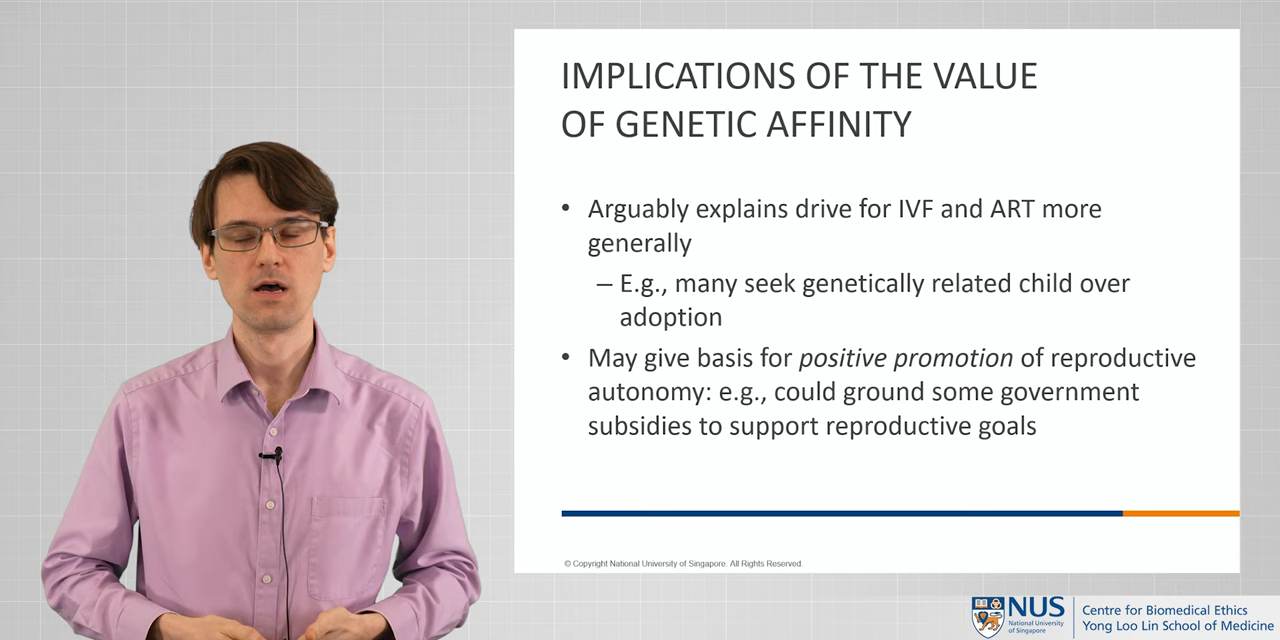 IMPLICATIONS OF THE VALUE
OF GENETIC AFFINITY
• Arguably explains drive for IVF and ART more
generally
– E.g., many seek genetically related child over
adoption
• May give basis for positive promotion of reproductive
autonomy: e.g., could ground some government
subsidies to support reproductive goals
© Copyright National University of Singapore. All Rights Reserved.
NUS
National University
of Singapore
Centre for Biomedical Ethics
Yong Loo Lin School of Medicine